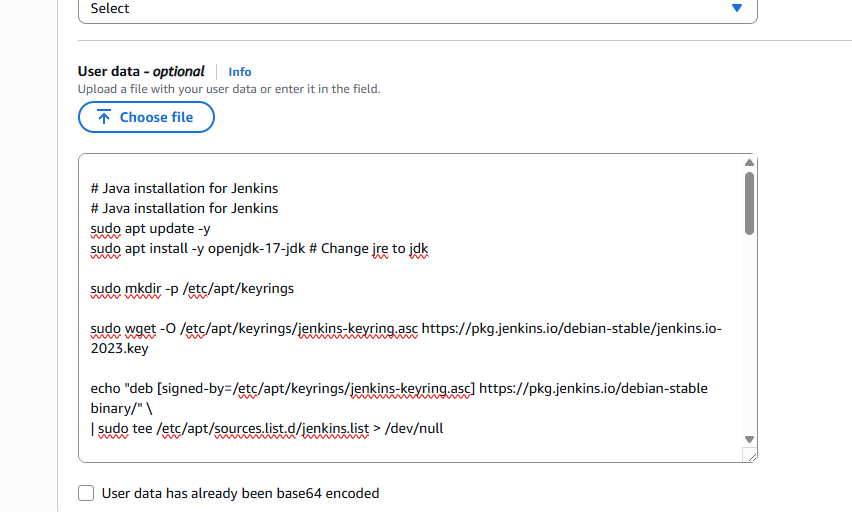 Select
User data - optional
Info
Upload a file with your user data or enter it in the field.
Choose file
# Java installation for Jenkins
# Java installation for Jenkins
sudo apt update -y
sudo apt install -y openjdk-17-jdk # Change jre to jdk
sudo mkdir -p /etc/apt/keyrings
sudo wget -O /etc/apt/keyrings/jenkins-keyring.asc https://pkg.jenkins.io/debian-stable/jenkins.io-
2023.key
echo "deb [signed-by=/etc/apt/keyrings/jenkins-keyring.asc] https://pkg.jenkins.io/debian-stable
binary/" \
| sudo tee /etc/apt/sources.list.d/jenkins.list > /dev/null
User data has already been base64 encoded